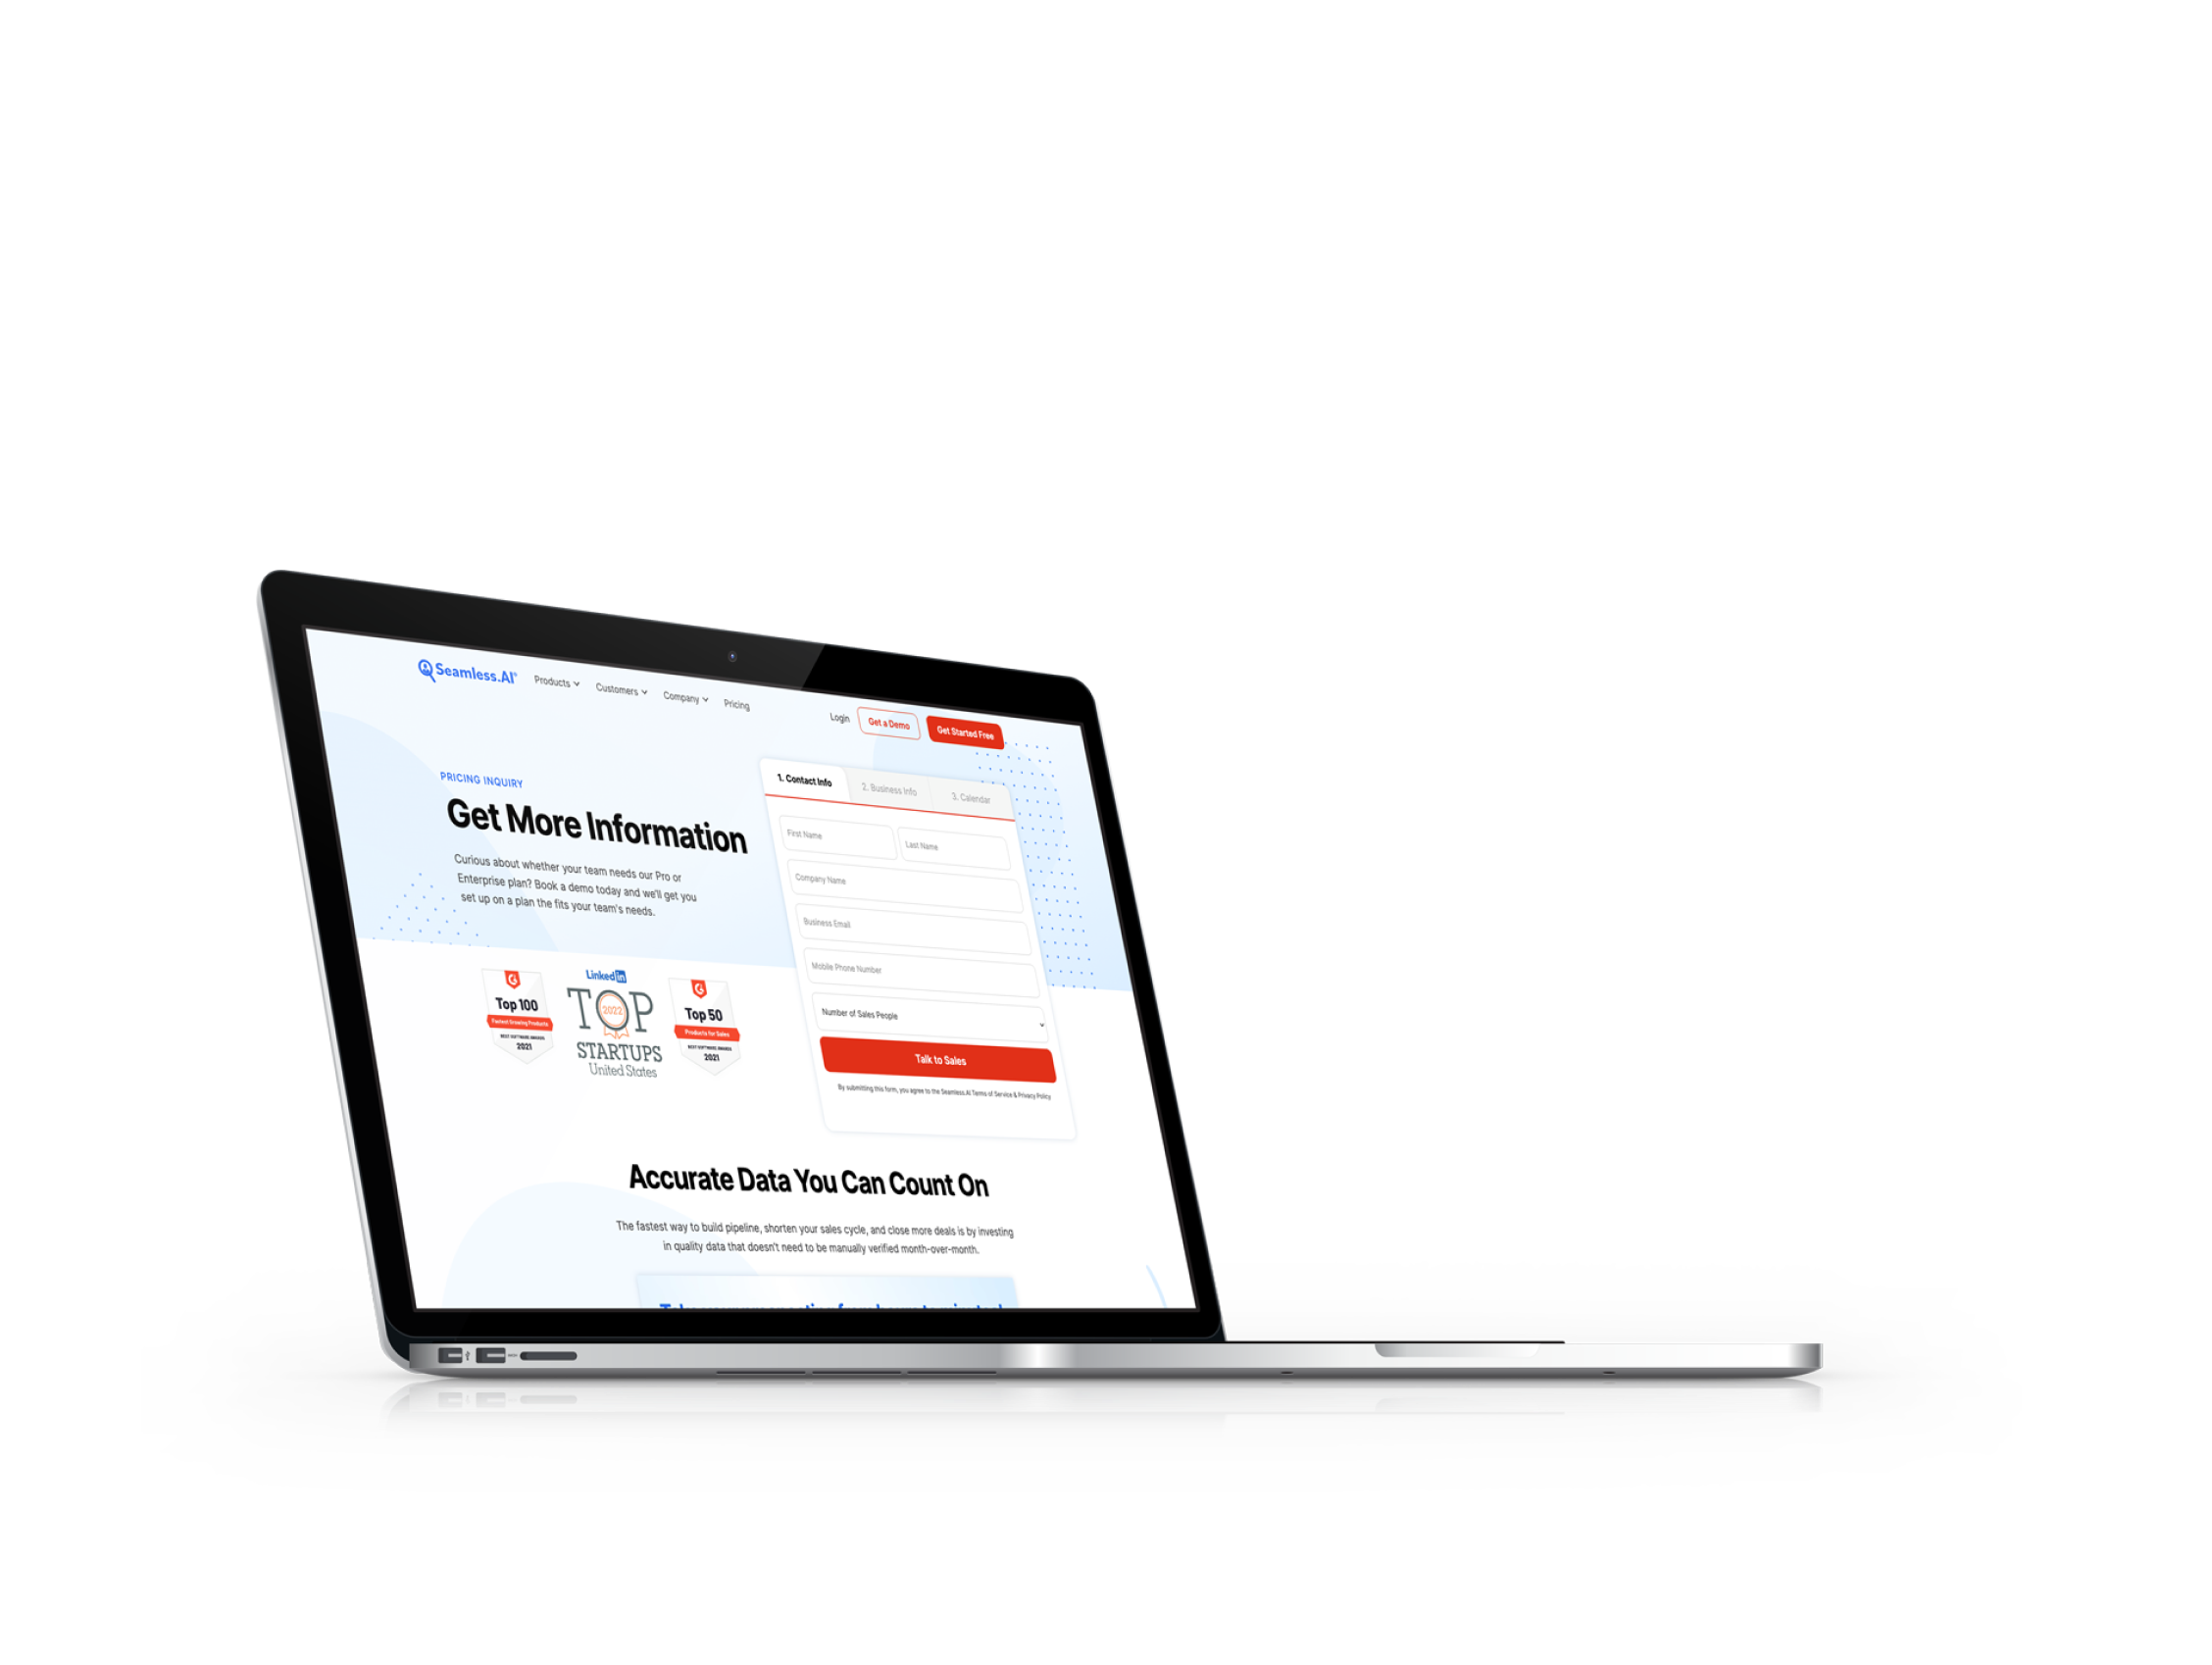 Seamless.AI
Products
Customers
Company
Pricing
Login
Get a Demo
Get Started Free
PRICING INQUIRY
Get More Information
Curious about whether your team needs our Pro or
Enterprise plan? Book a demo today and we'll get you
set up on a plan the fits your team's needs.
Top 100
Fastest Growing Products
BEST SOFTWARE AWARDS
2021
Linked in
TOP
2022
STARTUPS
United States
Top 50
Products for Sales
BEST SOFTWARE AWARDS
2021
1. Contact Info
2. Business Info
3. Calendar
First Name
Last Name
Company Name
Business Email
Mobile Phone Number
Number of Sales People
Talk to Sales
By submitting this form, you agree to the Seamless.AI Terms of Service & Privacy Policy
Accurate Data You Can Count On
The fastest way to build pipeline, shorten your sales cycle, and close more deals is by investing
in quality data that doesn't need to be manually verified month-over-month.